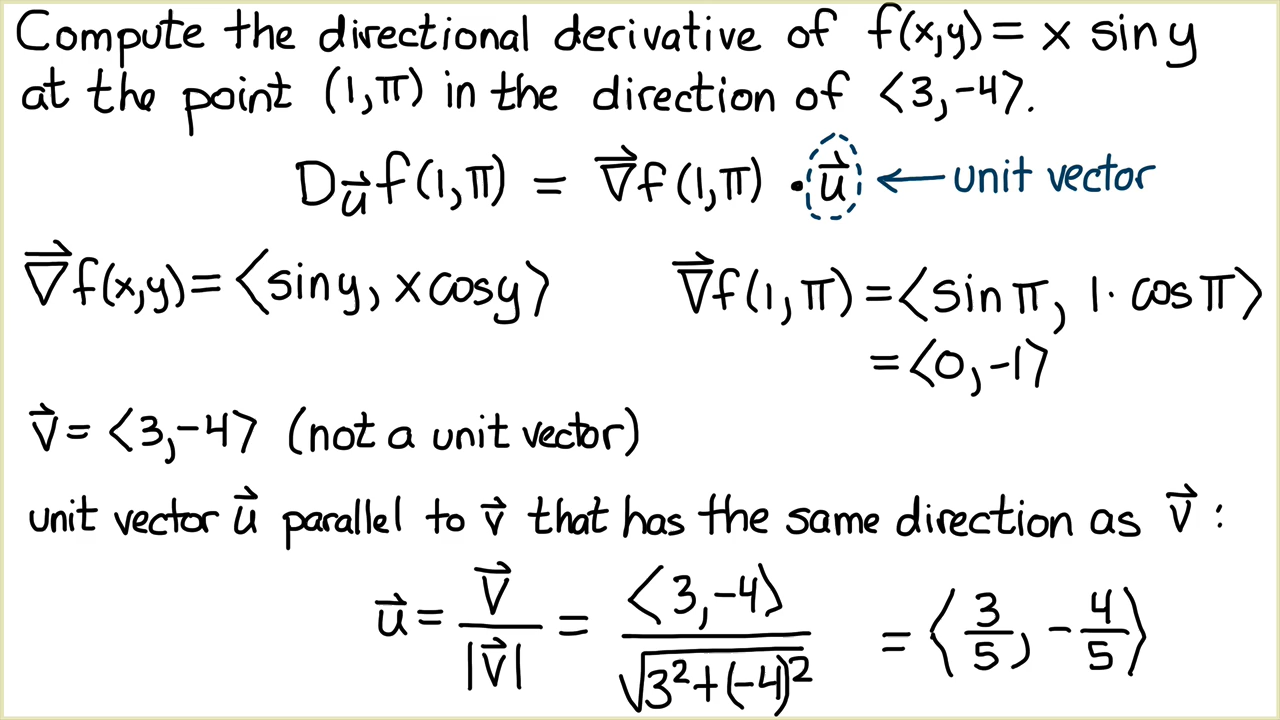 Compute the directional derivative of f(x,y) = x sin y
at the point (1,π) in the direction of ⟨3,-4⟩.
D_u⃗ f(1,π) = ∇⃗f(1,π) · u⃗ ← unit vector
∇⃗f(x,y) = ⟨sin y, x cos y⟩
∇⃗f(1,π) = ⟨sin π, 1· cos π⟩
= ⟨0, -1⟩
v⃗ = ⟨3,-4⟩ (not a unit vector)
unit vector u⃗ parallel to v⃗ that has the same direction as v⃗ :
u⃗ = v⃗/|v⃗| = ⟨3,-4⟩/√(3²+(-4)²) = ⟨3/5, -4/5⟩